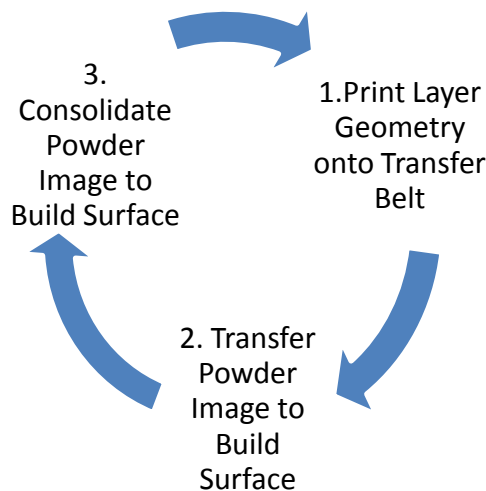 1.Print Layer
Geometry
onto Transfer
Belt
2. Transfer
Powder
Image to
Build
Surface
3.
Consolidate
Powder
Image to
Build Surface